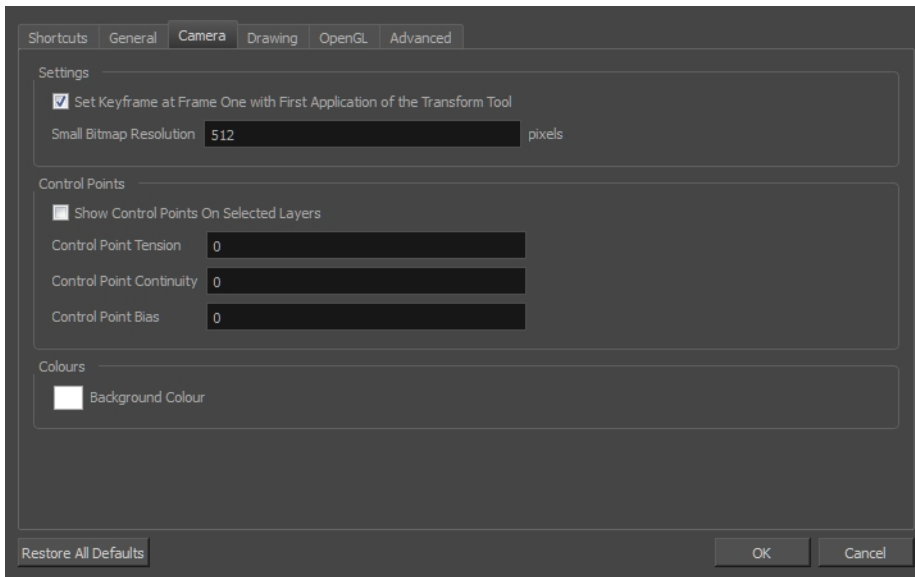 Shortcuts General Camera Drawing OpenGL Advanced
Settings
Set Keyframe at Frame One with First Application of the Transform Tool
Small Bitmap Resolution 512 pixels
Control Points
Show Control Points On Selected Layers
Control Point Tension 0
Control Point Continuity 0
Control Point Bias 0
Colours
Background Colour
Restore All Defaults OK Cancel